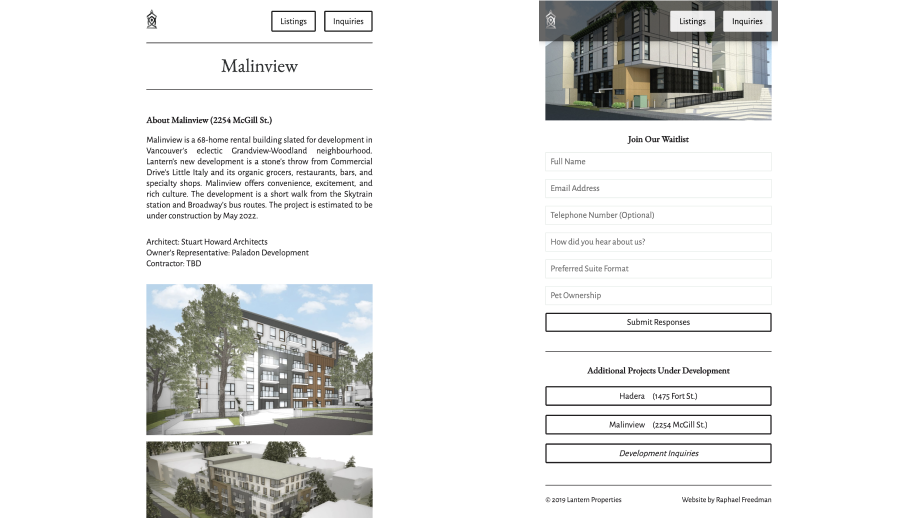 Listings
Inquiries
Malinview
About Malinview (2254 McGill St.)
Malinview is a 68-home rental building slated for development in
Vancouver's eclectic Grandview-Woodland neighbourhood.
Lantern's new development is a stone's throw from Commercial
Drive's Little Italy and its organic grocers, restaurants, bars, and
specialty shops. Malinview offers convenience, excitement, and
rich culture. The development is a short walk from the Skytrain
station and Broadway's bus routes. The project is estimated to be
under construction by May 2022.
Architect: Stuart Howard Architects
Owner's Representative: Paladon Development
Contractor: TBD
Listings
Inquiries
Join Our Waitlist
Full Name
Email Address
Telephone Number (Optional)
How did you hear about us?
Preferred Suite Format
Pet Ownership
Submit Responses
Additional Projects Under Development
Hadera (1475 Fort St.)
Malinview (2254 McGill St.)
Development Inquiries
© 2019 Lantern Properties
Website by Raphael Freedman